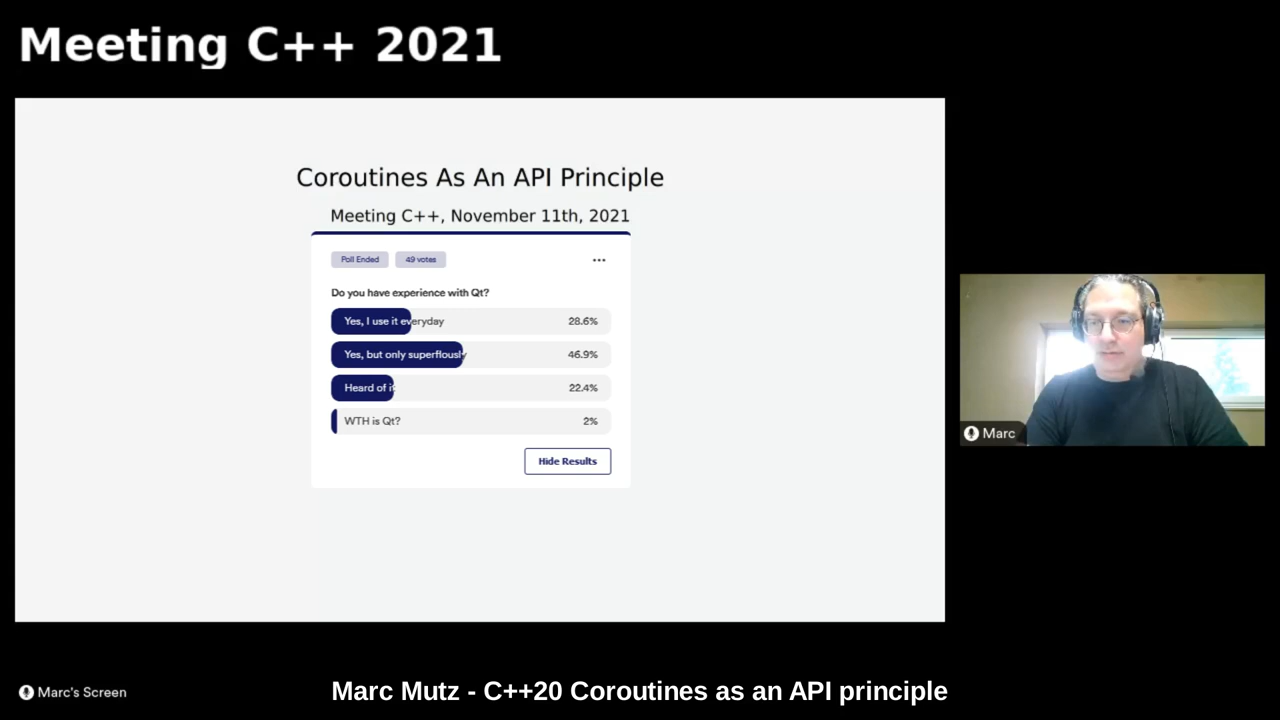 Meeting C++ 2021
Coroutines As An API Principle
Meeting C++, November 11th, 2021
Poll Ended 49 votes
Do you have experience with Qt?
Yes, I use it everyday 28.6%
Yes, but only superflously 46.9%
Heard of it 22.4%
WTH is Qt? 2%
Hide Results
Marc
Marc's Screen
Marc Mutz - C++20 Coroutines as an API principle